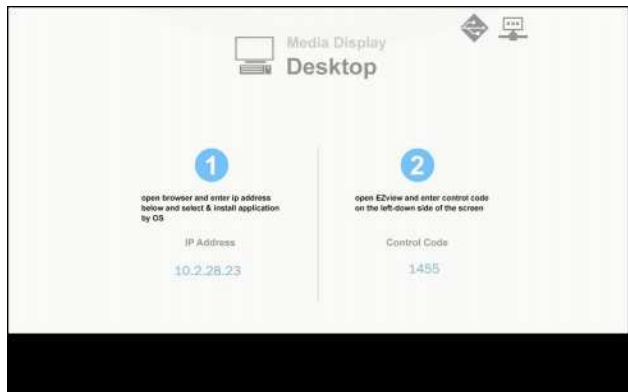 Media Display
Desktop
1
open browser and enter ip address
below and select & install application
by OS
IP Address
10.2.28.23
2
open EZview and enter control code
on the left-down side of the screen
Control Code
1455